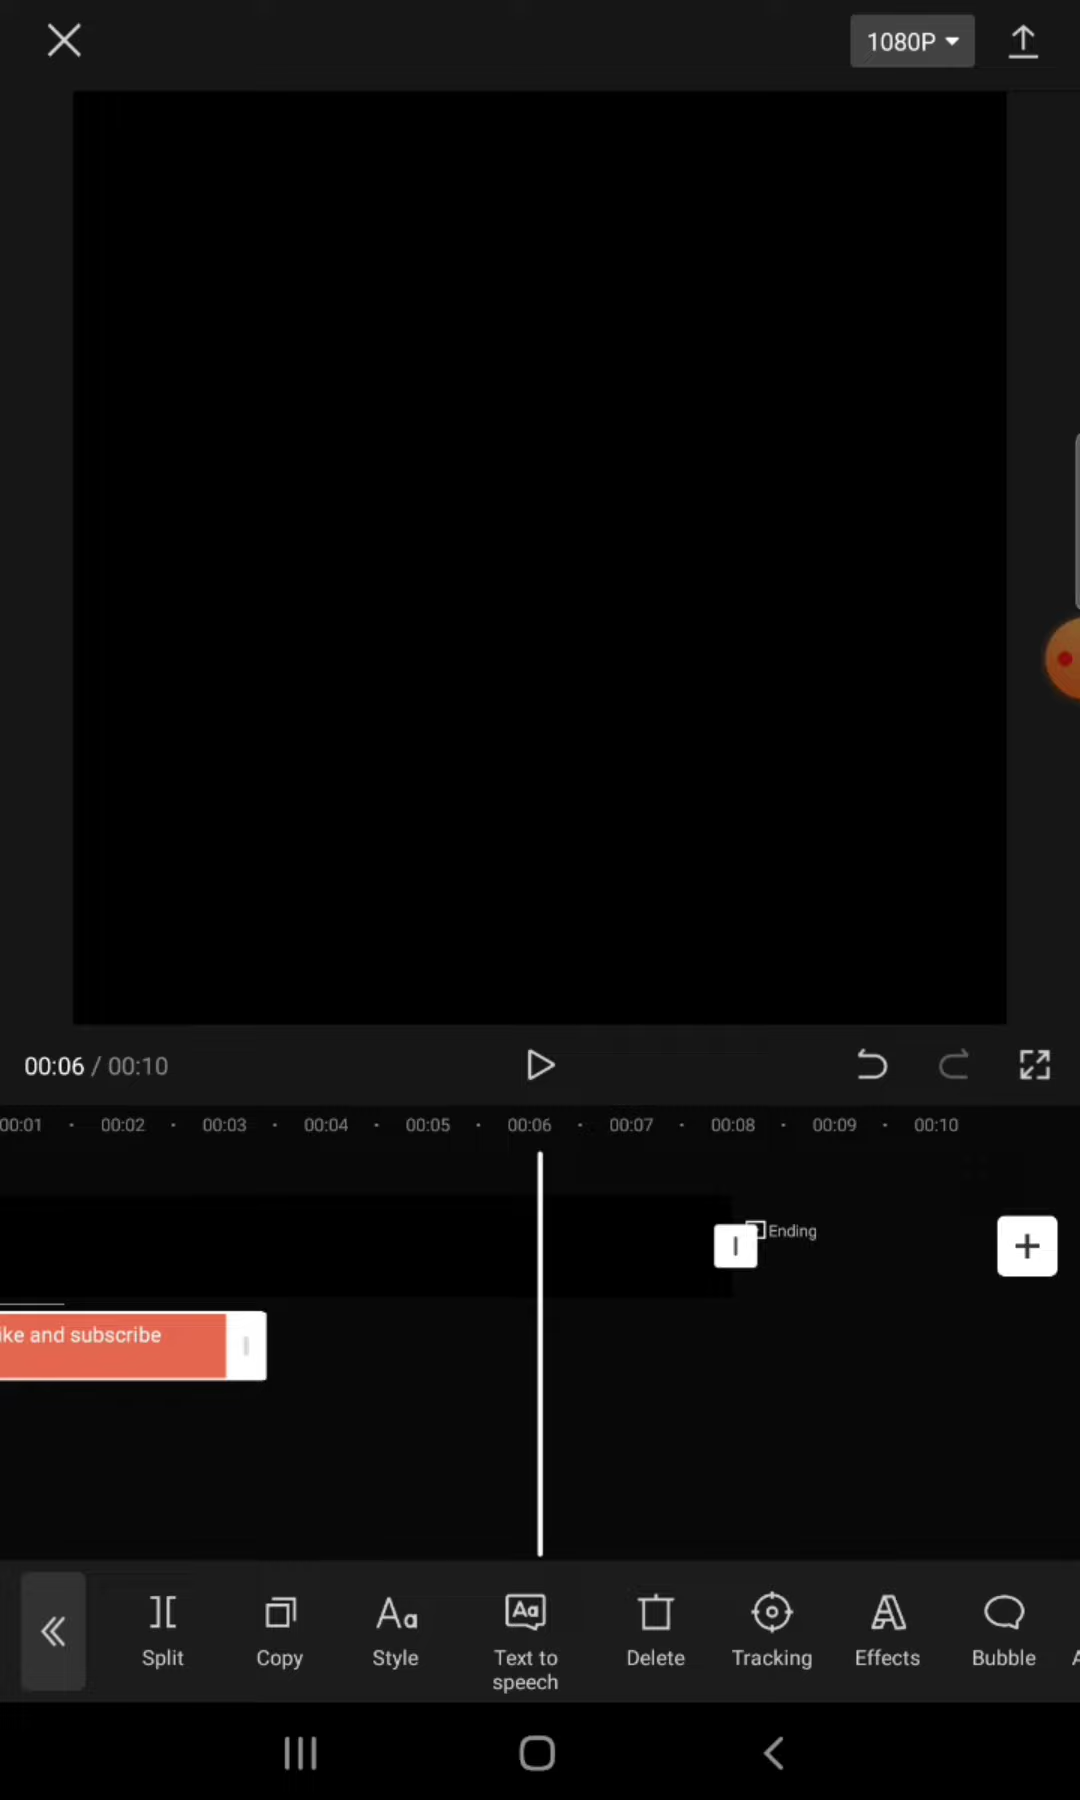 1080P
00:06 / 00:10
00:01 00:02 00:03 00:04 00:05 00:06 00:07 00:08 00:09 00:10
Ending
ike and subscribe
Split Copy Style Text to speech Delete Tracking Effects Bubble A